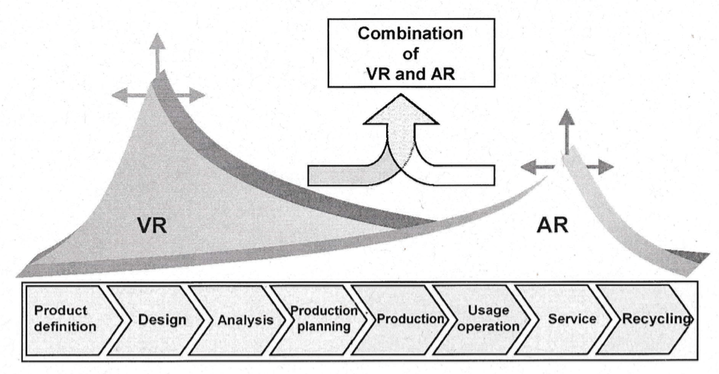 Combination
of
VR and AR
VR
AR
Product
definition
Design
Analysis
Production
planning
Production
Usage
operation
Service
Recycling